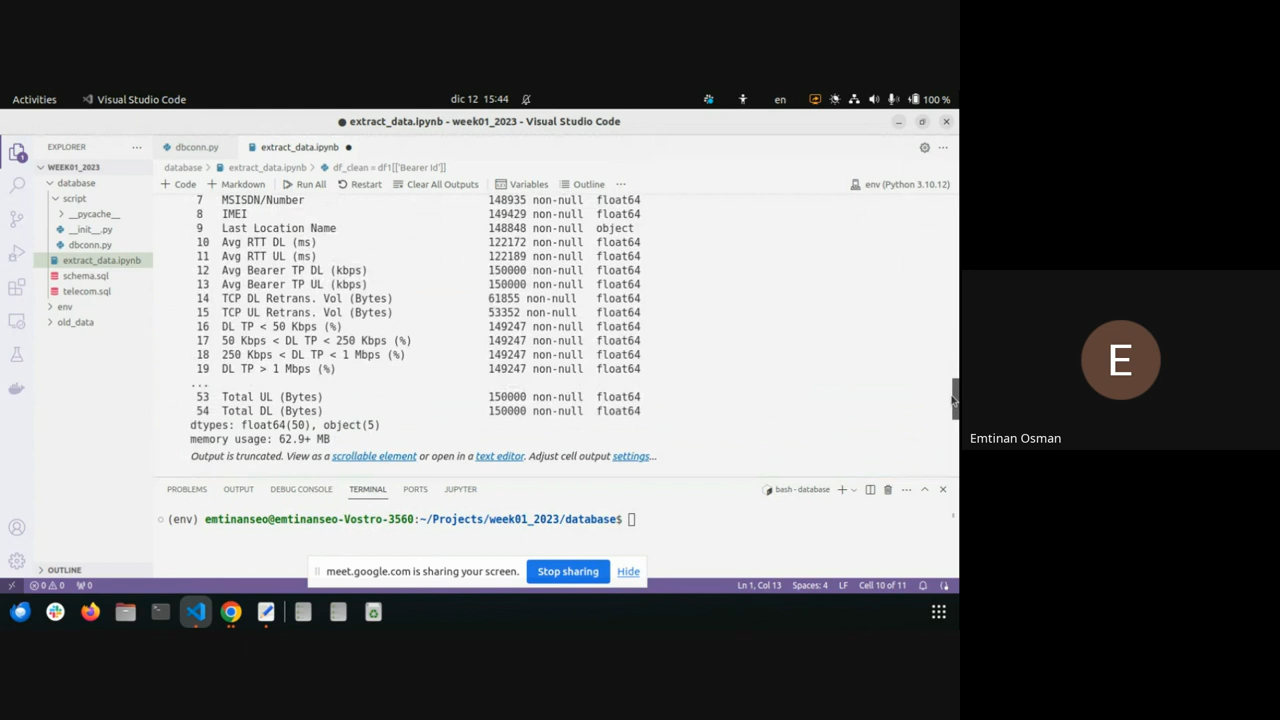 Activities
Visual Studio Code
dic 12 15:44
en
100 %
extract_data.ipynb - week01_2023 - Visual Studio Code
EXPLORER
dbconn.py
extract_data.ipynb
WEEK01_2023
database > extract_data.ipynb > df_clean = df1[['Bearer Id']]
database
Code
Markdown
Run All
Restart
Clear All Outputs
Variables
Outline
env (Python 3.10.12)
script
__pycache__
__init__.py
dbconn.py
extract_data.ipynb
schema.sql
telecom.sql
env
old_data
7 MSISDN/Number 148935 non-null float64
8 IMEI 149429 non-null float64
9 Last Location Name 148848 non-null object
10 Avg RTT DL (ms) 122172 non-null float64
11 Avg RTT UL (ms) 122189 non-null float64
12 Avg Bearer TP DL (kbps) 150000 non-null float64
13 Avg Bearer TP UL (kbps) 150000 non-null float64
14 TCP DL Retrans. Vol (Bytes) 61855 non-null float64
15 TCP UL Retrans. Vol (Bytes) 53352 non-null float64
16 DL TP < 50 Kbps (%) 149247 non-null float64
17 50 Kbps < DL TP < 250 Kbps (%) 149247 non-null float64
18 250 Kbps < DL TP < 1 Mbps (%) 149247 non-null float64
19 DL TP > 1 Mbps (%) 149247 non-null float64
...
53 Total UL (Bytes) 150000 non-null float64
54 Total DL (Bytes) 150000 non-null float64
dtypes: float64(50), object(5)
memory usage: 62.9+ MB
Output is truncated. View as a scrollable element or open in a text editor. Adjust cell output settings...
PROBLEMS
OUTPUT
DEBUG CONSOLE
TERMINAL
PORTS
JUPYTER
bash - database
(env) emtinanseo@emtinanseo-Vostro-3560:~/Projects/week01_2023/database$
OUTLINE
meet.google.com is sharing your screen.
Stop sharing
Hide
0 0
0
Ln 1, Col 13
Spaces: 4
LF
Cell 10 of 11
E
Emtinan Osman